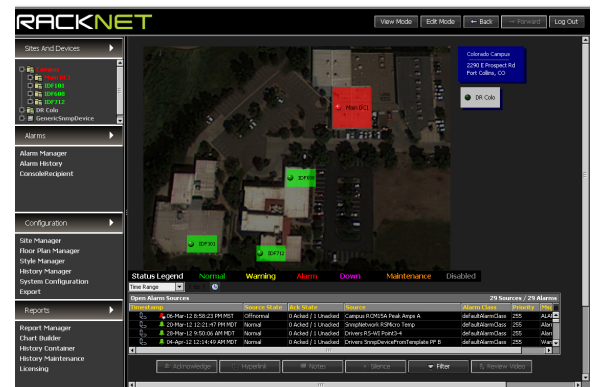 RACKNET
View Mode
Edit Mode
Back
Forward
Log Out
Sites And Devices
Main DC1
IDF101
IDF600
IDF712
DR Colo
GenericSnmpDevice
Alarms
Alarm Manager
Alarm History
ConsoleRecipient
Configuration
Site Manager
Floor Plan Manager
Style Manager
History Manager
System Configuration
Export
Reports
Report Manager
Chart Builder
History Container
History Maintenance
Licensing
Colorado Campus
2290 E Prospect Rd
Fort Collins, CO
DR Colo
Main DC1
IDF600
IDF101
IDF712
Status Legend Normal Warning Alarm Down Maintenance Disabled
Time Range
Open Alarm Sources 29 Sources / 29 Alarms
Timestamp Source State Ack State Source Alarm Class Priority
06-Mar-12 8:58:23 PM MST Offnormal 0 Acked / 1 Unacked Campus RCM15A Peak Amps A defaultAlarmClass 255
20-Mar-12 12:21:47 PM MDT Normal 0 Acked / 1 Unacked SnmpNetwork RSMicro Temp defaultAlarmClass 255
28-Mar-12 9:50:06 AM MDT Normal 0 Acked / 1 Unacked Drivers RS-WI Point3-4 defaultAlarmClass 255
04-Apr-12 12:14:49 AM MDT Normal 0 Acked / 1 Unacked Drivers SnmpDeviceFromTemplate PF B defaultAlarmClass 255
Acknowledge
Hyperlink
Notes
Silence
Filter
Review Video